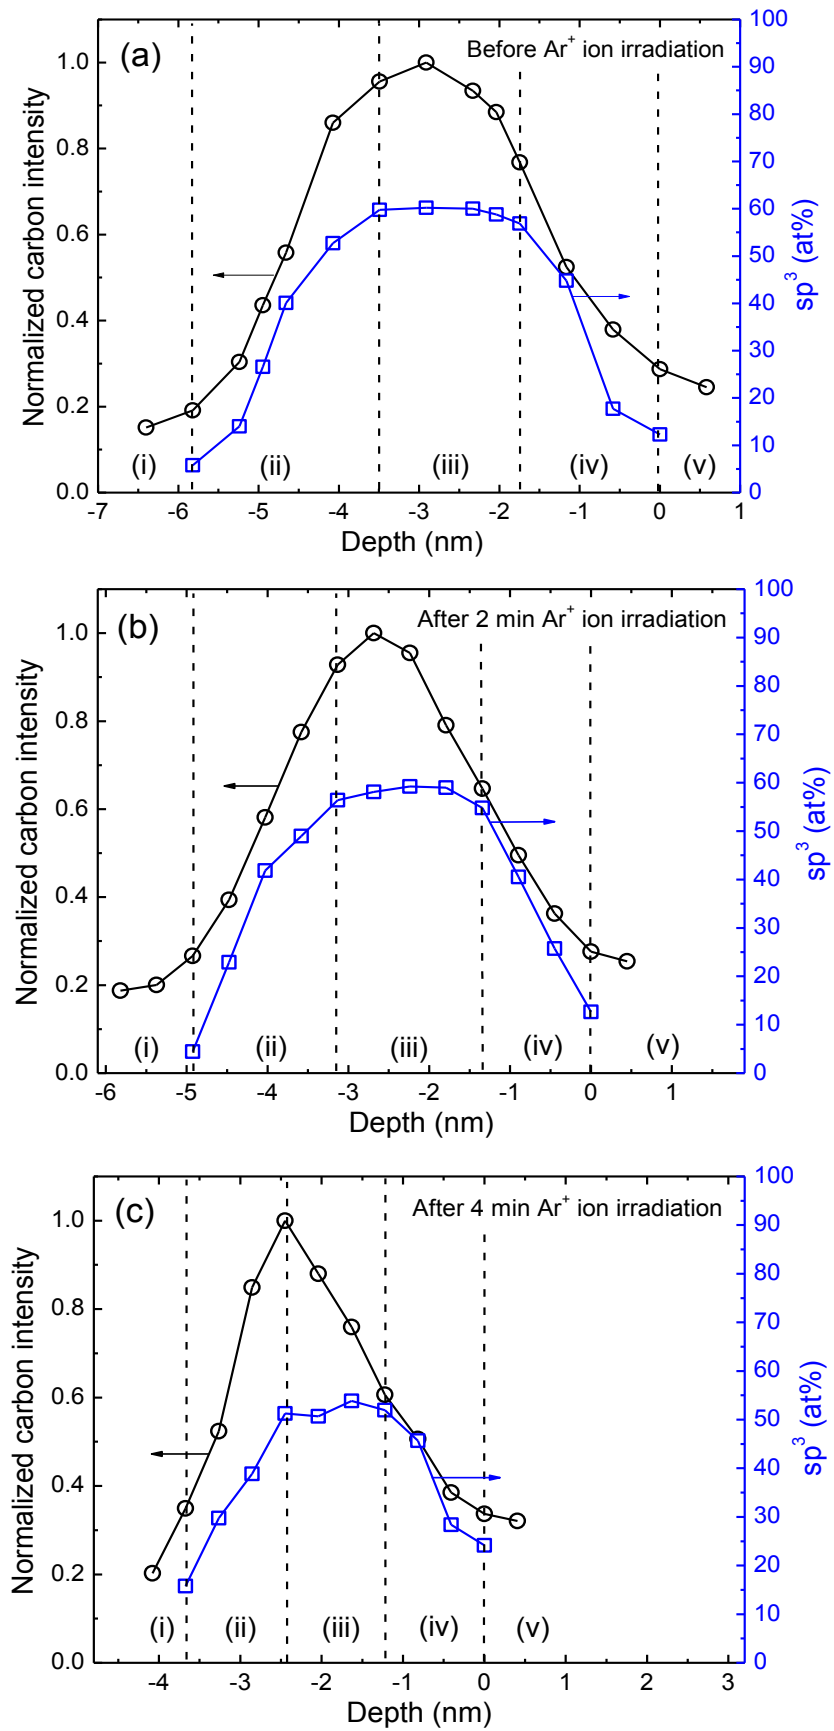 (a)
Before Ar⁺ ion irradiation
Normalized carbon intensity
1.0
0.8
0.6
0.4
0.2
0.0
100
90
80
70
60
50
40
30
20
10
0
sp³ (at%)
(i)
(ii)
(iii)
(iv)
(v)
-7
-6
-5
-4
-3
-2
-1
0
1
Depth (nm)
(b)
After 2 min Ar⁺ ion irradiation
Normalized carbon intensity
1.0
0.8
0.6
0.4
0.2
0.0
100
90
80
70
60
50
40
30
20
10
0
sp³ (at%)
(i)
(ii)
(iii)
(iv)
(v)
-6
-5
-4
-3
-2
-1
0
1
Depth (nm)
(c)
After 4 min Ar⁺ ion irradiation
Normalized carbon intensity
1.0
0.8
0.6
0.4
0.2
0.0
100
90
80
70
60
50
40
30
20
10
0
sp³ (at%)
(i)
(ii)
(iii)
(iv)
(v)
-4
-3
-2
-1
0
1
2
3
Depth (nm)